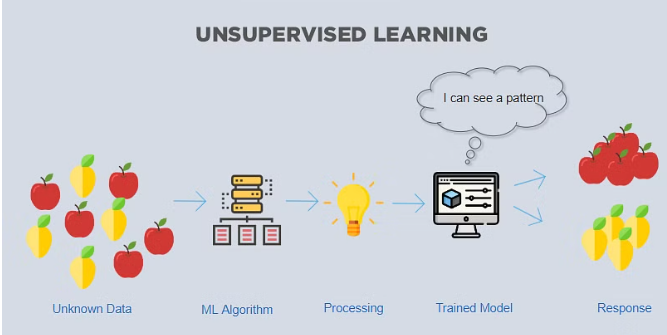 UNSUPERVISED LEARNING
I can see a pattern
Unknown Data
ML Algorithm
Processing
Trained Model
Response